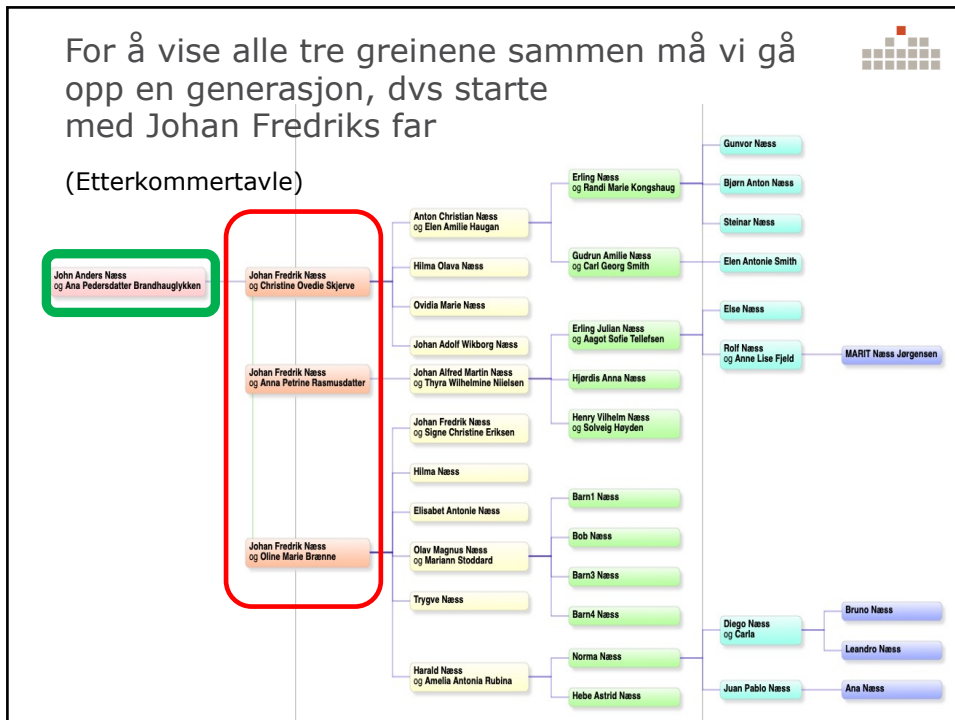 For å vise alle tre greinene sammen må vi gå
opp en generasjon, dvs starte
med Johan Fredriks far
(Etterkommertavle)
John Anders Næss
og Ana Pedersdatter Brandhauglykken
Johan Fredrik Næss
og Christine Ovedie Skjerve
Johan Fredrik Næss
og Anna Petrine Rasmusdatter
Johan Fredrik Næss
og Oline Marie Brænne
Anton Christian Næss
og Elen Amilie Haugan
Hilma Olava Næss
Ovidia Marie Næss
Johan Adolf Wikborg Næss
Johan Alfred Martin Næss
og Thyra Wilhelmine Niielsen
Johan Fredrik Næss
og Signe Christine Eriksen
Hilma Næss
Elisabet Antonie Næss
Olav Magnus Næss
og Mariann Stoddard
Trygve Næss
Harald Næss
og Amelia Antonia Rubina
Erling Næss
og Randi Marie Kongshaug
Gudrun Amilie Næss
og Carl Georg Smith
Erling Julian Næss
og Aagot Sofie Tellefsen
Hjørdis Anna Næss
Henry Vilhelm Næss
og Solveig Høyden
Barn1 Næss
Bob Næss
Barn3 Næss
Barn4 Næss
Norma Næss
Hebe Astrid Næss
Gunvor Næss
Bjørn Anton Næss
Steinar Næss
Elen Antonie Smith
Else Næss
Rolf Næss
og Anne Lise Fjeld
Diego Næss
og Carla
Juan Pablo Næss
MARIT Næss Jørgensen
Bruno Næss
Leandro Næss
Ana Næss